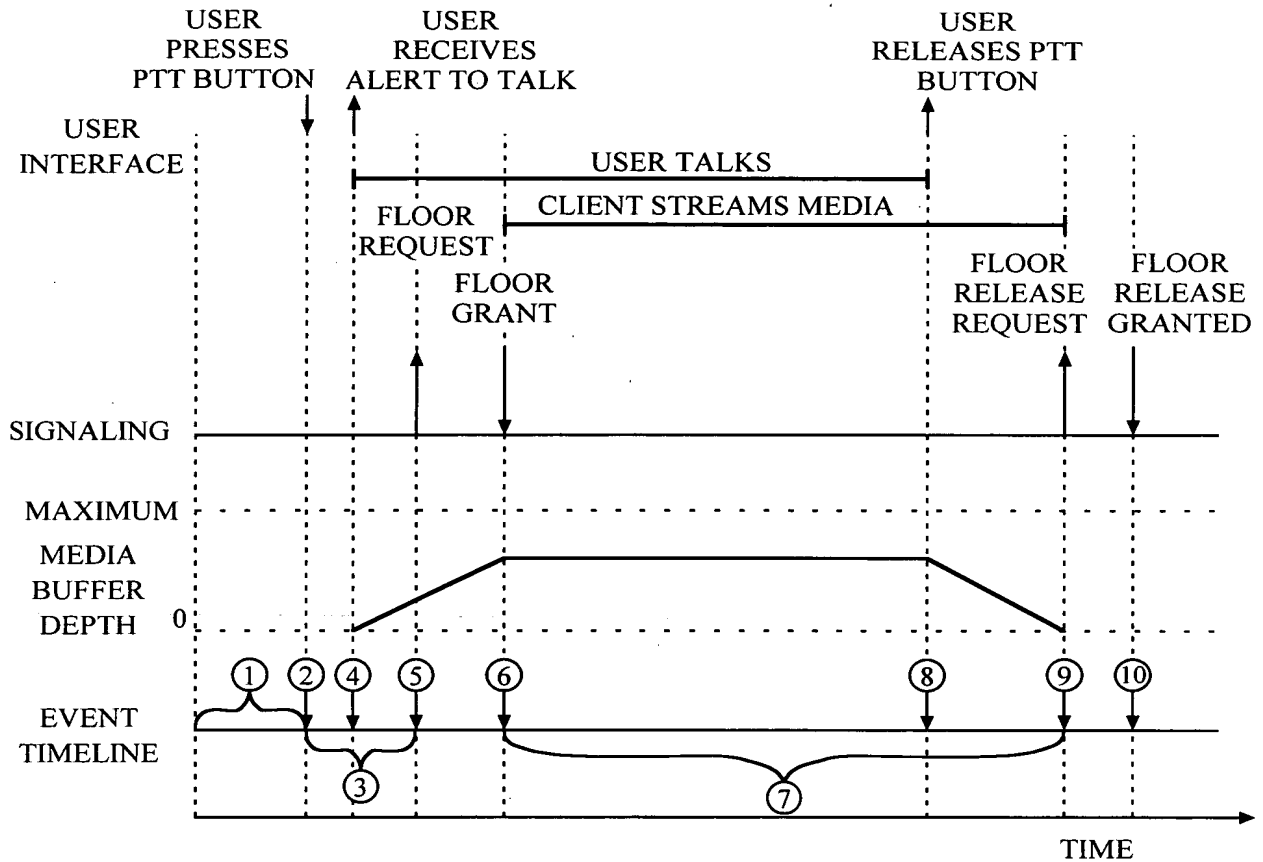 USER
PRESSES
PTT BUTTON
USER
RECEIVES
ALERT TO TALK
USER
RELEASES PTT
BUTTON
USER
INTERFACE
USER TALKS
CLIENT STREAMS MEDIA
FLOOR
REQUEST
FLOOR
GRANT
FLOOR
RELEASE
REQUEST
FLOOR
RELEASE
GRANTED
SIGNALING
MAXIMUM
MEDIA
BUFFER
DEPTH
0
1
2
4
5
6
8
9
10
EVENT
TIMELINE
3
7
TIME